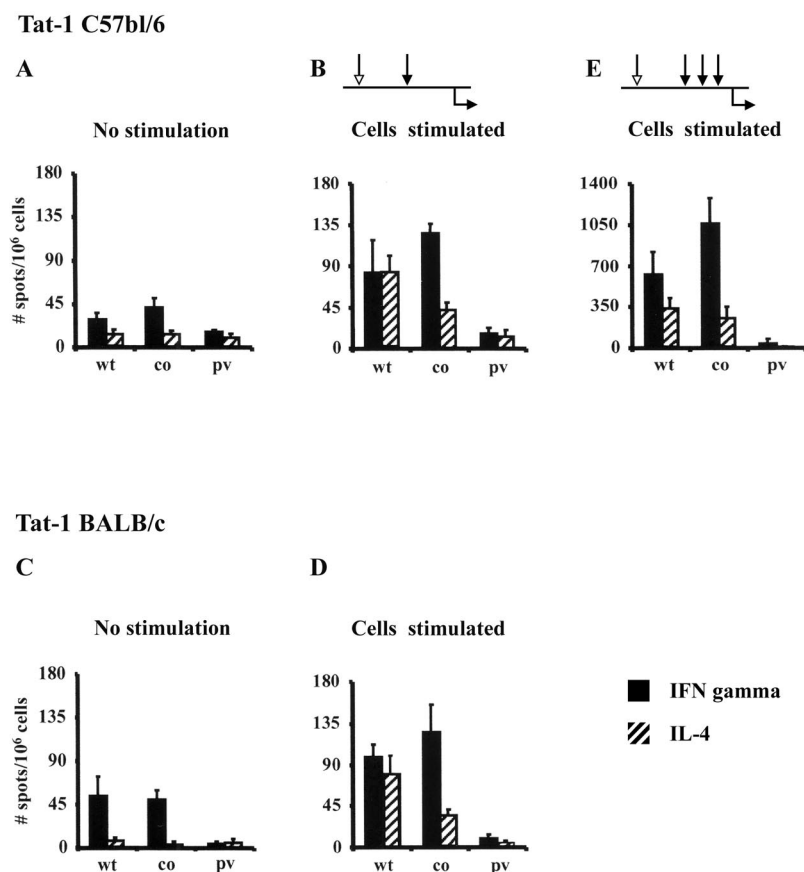 Tat-1 C57bl/6
A
B
E
No stimulation
Cells stimulated
Cells stimulated
# spots/10⁶ cells
180
135
90
45
0
wt co pv
180
135
90
45
0
wt co pv
1400
1050
700
350
0
wt co pv
Tat-1 BALB/c
C
D
No stimulation
Cells stimulated
# spots/10⁶ cells
180
135
90
45
0
wt co pv
180
135
90
45
0
wt co pv
IFN gamma
IL-4